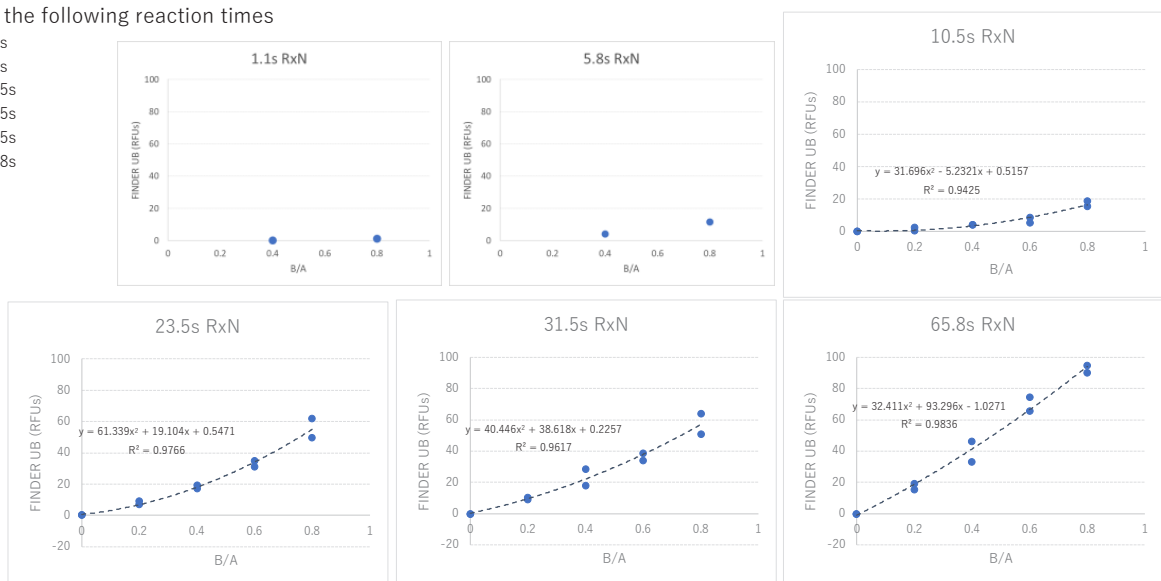 the following reaction times
s
s
5s
5s
5s
8s
1.1s RxN
100
80
60
40
20
0
0
0.2
0.4
0.6
0.8
1
FINDER UB (RFUs)
B/A
5.8s RxN
100
80
60
40
20
0
0
0.2
0.4
0.6
0.8
1
FINDER UB (RFUs)
B/A
10.5s RxN
100
80
60
40
20
0
0
0.2
0.4
0.6
0.8
1
FINDER UB (RFUs)
B/A
y = 31.696x² - 5.2321x + 0.5157
R² = 0.9425
23.5s RxN
100
80
60
40
20
0
-20
0
0.2
0.4
0.6
0.8
1
FINDER UB (RFUs)
B/A
y = 61.339x² + 19.104x + 0.5471
R² = 0.9766
31.5s RxN
100
80
60
40
20
0
-20
0
0.2
0.4
0.6
0.8
1
FINDER UB (RFUs)
B/A
y = 40.446x² + 38.618x + 0.2257
R² = 0.9617
65.8s RxN
100
80
60
40
20
0
-20
0
0.2
0.4
0.6
0.8
1
FINDER UB (RFUs)
B/A
y = 32.411x² + 93.296x - 1.0271
R² = 0.9836